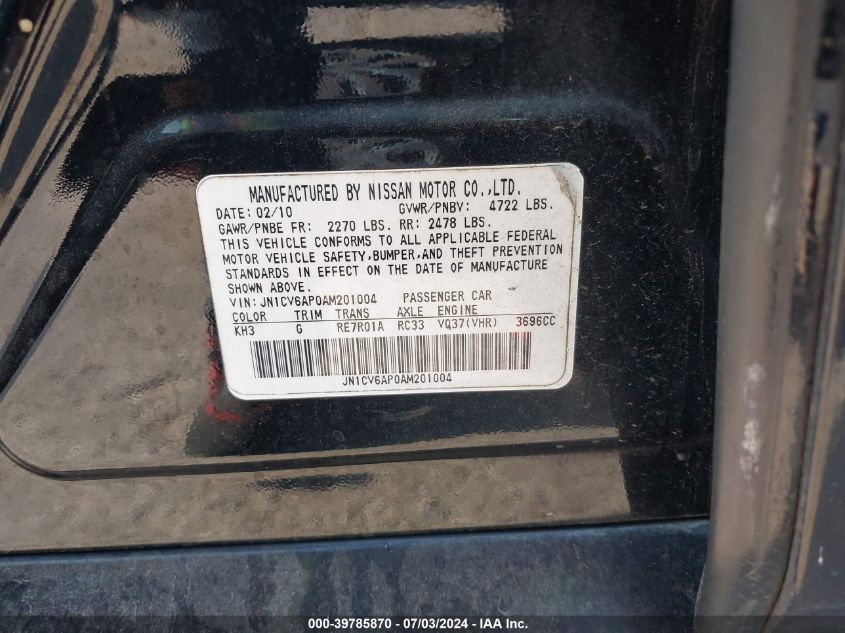 MANUFACTURED BY NISSAN MOTOR CO.,LTD.
DATE: 02/10 GVWR/PNBV: 4722 LBS.
GAWR/PNBE FR: 2270 LBS. RR: 2478 LBS.
THIS VEHICLE CONFORMS TO ALL APPLICABLE FEDERAL
MOTOR VEHICLE SAFETY,BUMPER,AND THEFT PREVENTION
STANDARDS IN EFFECT ON THE DATE OF MANUFACTURE
SHOWN ABOVE.
VIN: JN1CV6AP0AM201004 PASSENGER CAR
COLOR TRIM TRANS AXLE ENGINE
KH3 G RE7R01A RC33 VQ37(VHR) 3696CC
JN1CV6AP0AM201004
000-39785870 - 07/03/2024 - IAA Inc.